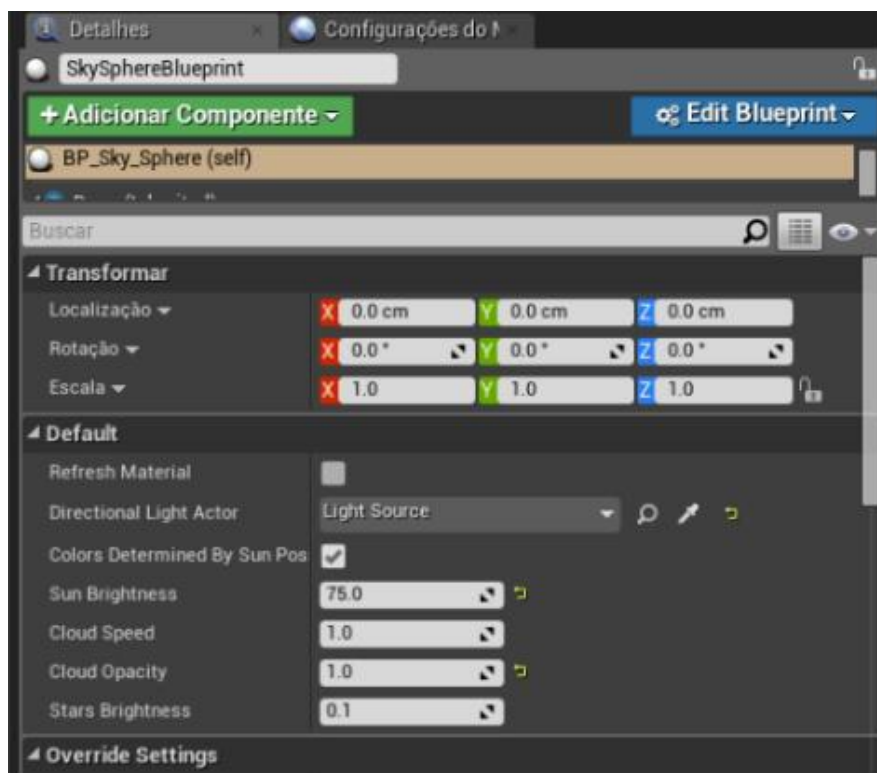 Detalhes
Configurações do
SkySphereBlueprint
+ Adicionar Componente
Edit Blueprint
BP_Sky_Sphere (self)
Buscar
Transformar
Localização X 0.0 cm Y 0.0 cm Z 0.0 cm
Rotação X 0.0 ° Y 0.0 ° Z 0.0 °
Escala X 1.0 Y 1.0 Z 1.0
Default
Refresh Material
Directional Light Actor Light Source
Colors Determined By Sun Pos
Sun Brightness 75.0
Cloud Speed 1.0
Cloud Opacity 1.0
Stars Brightness 0.1
Override Settings